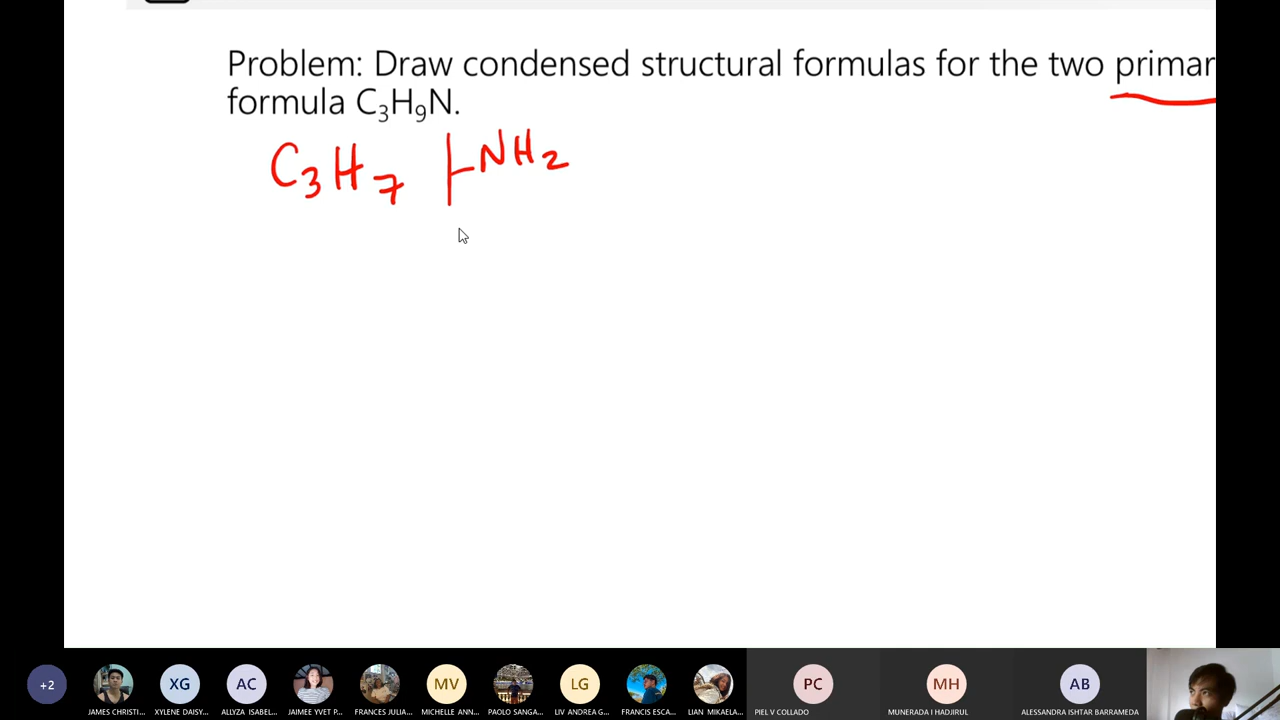 Problem: Draw condensed structural formulas for the two primar
formula C₃H₉N.
C₃H₇ NH₂
+2 XG AC MV LG PC MH AB
JAMES CHRISTI... XYLENE DAISY... ALLYZA ISABEL... JAIMEE YVET P... FRANCES JULIA... MICHELLE ANN... PAOLO SANGA... LIV ANDREA G... FRANCIS ESCA... LIAN MIKAELA... PIEL V COLLADO MUNERADA I HADJIRUL ALESSANDRA ISHTAR BARRAMEDA